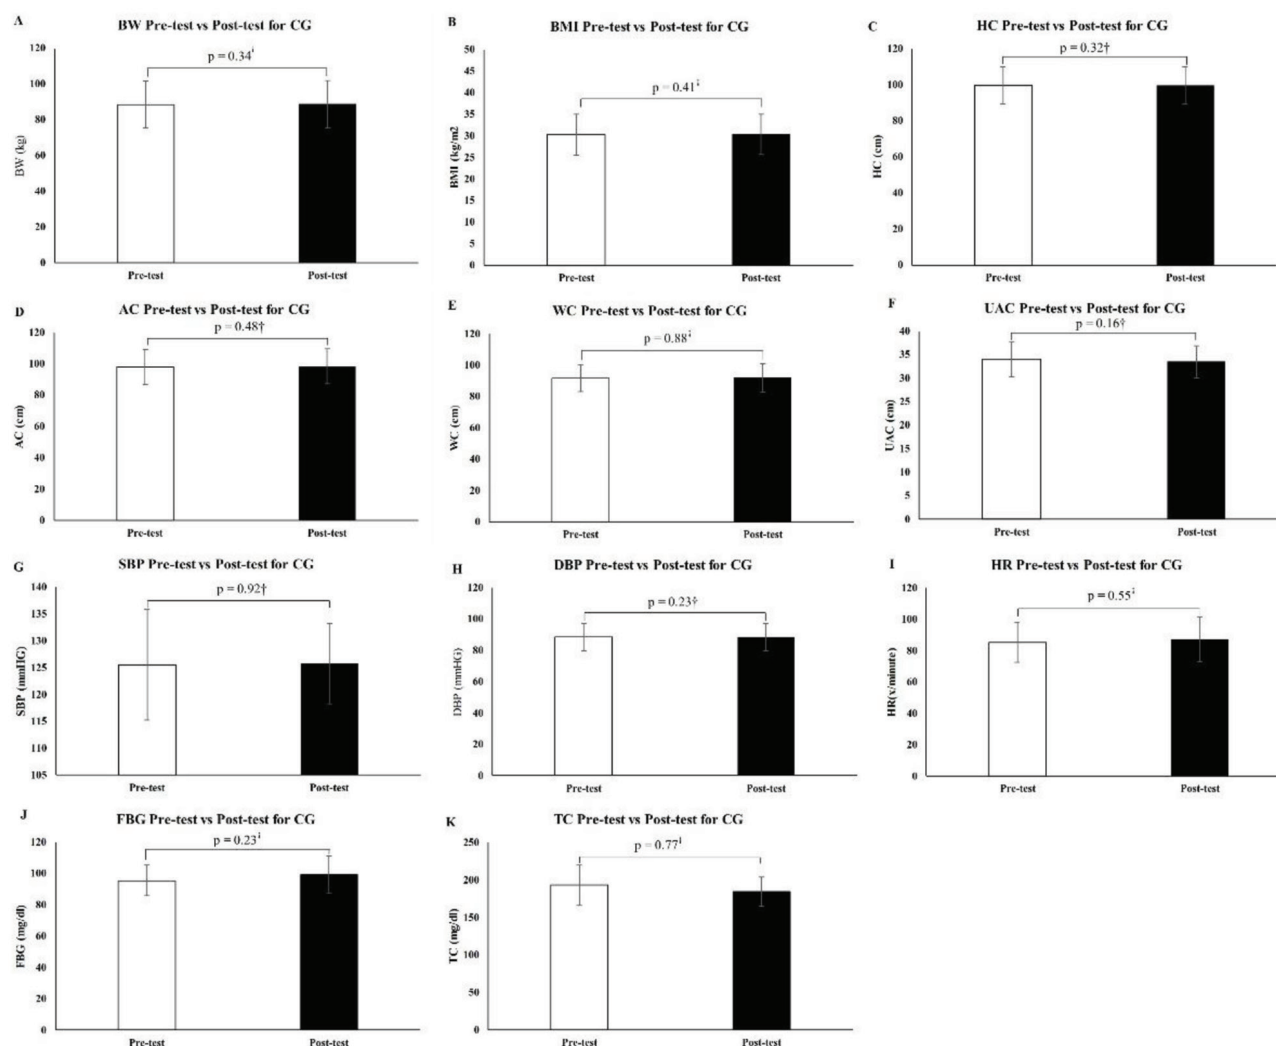 A
BW Pre-test vs Post-test for CG
p = 0.34¹
BW (kg)
120
100
80
60
40
20
0
Pre-test
Post-test
B
BMI Pre-test vs Post-test for CG
p = 0.41‡
BMI (kg/m2
50
45
40
35
30
25
20
15
10
5
0
Pre-test
Post-test
C
HC Pre-test vs Post-test for CG
p = 0.32†
HC (cm)
120
100
80
60
40
20
0
Pre-test
Post-test
D
AC Pre-test vs Post-test for CG
p = 0.48†
AC (cm)
120
100
80
60
40
20
0
Pre-test
Post-test
E
WC Pre-test vs Post-test for CG
p = 0.88‡
WC (cm)
120
100
80
60
40
20
0
Pre-test
Post-test
F
UAC Pre-test vs Post-test for CG
p = 0.16†
UAC (cm)
40
35
30
25
20
15
10
5
0
Pre-test
Post-test
G
SBP Pre-test vs Post-test for CG
p = 0.92†
SBP (mmHG)
140
135
130
125
120
115
110
105
Pre-test
Post-test
H
DBP Pre-test vs Post-test for CG
p = 0.23†
DBP (mmHG)
120
100
80
60
40
20
0
Pre-test
Post-test
I
HR Pre-test vs Post-test for CG
p = 0.55‡
HR(x/minute)
120
100
80
60
40
20
0
Pre-test
Post-test
J
FBG Pre-test vs Post-test for CG
p = 0.23‡
FBG (mg/dl)
120
100
80
60
40
20
0
Pre-test
Post-test
K
TC Pre-test vs Post-test for CG
p = 0.77‡
TC (mg/dl)
250
200
150
100
50
0
Pre-test
Post-test